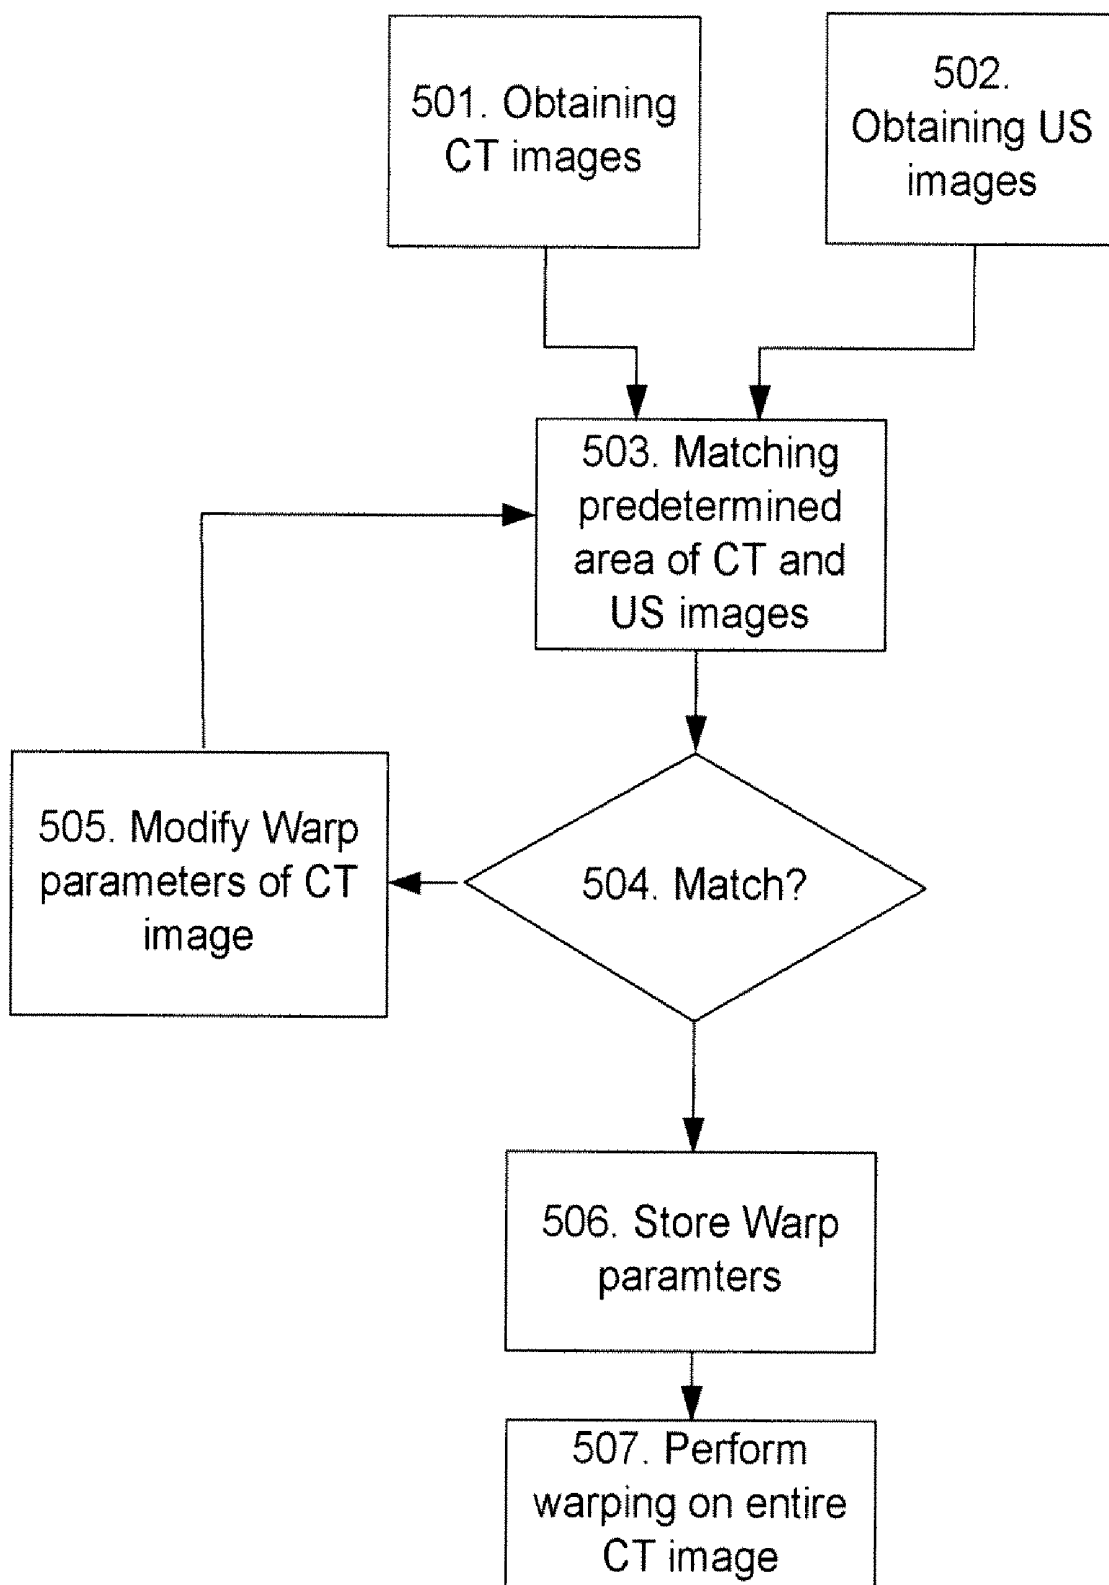 501. Obtaining
CT images
502.
Obtaining US
images
503. Matching
predetermined
area of CT and
US images
504. Match?
505. Modify Warp
parameters of CT
image
506. Store Warp
paramters
507. Perform
warping on entire
CT image